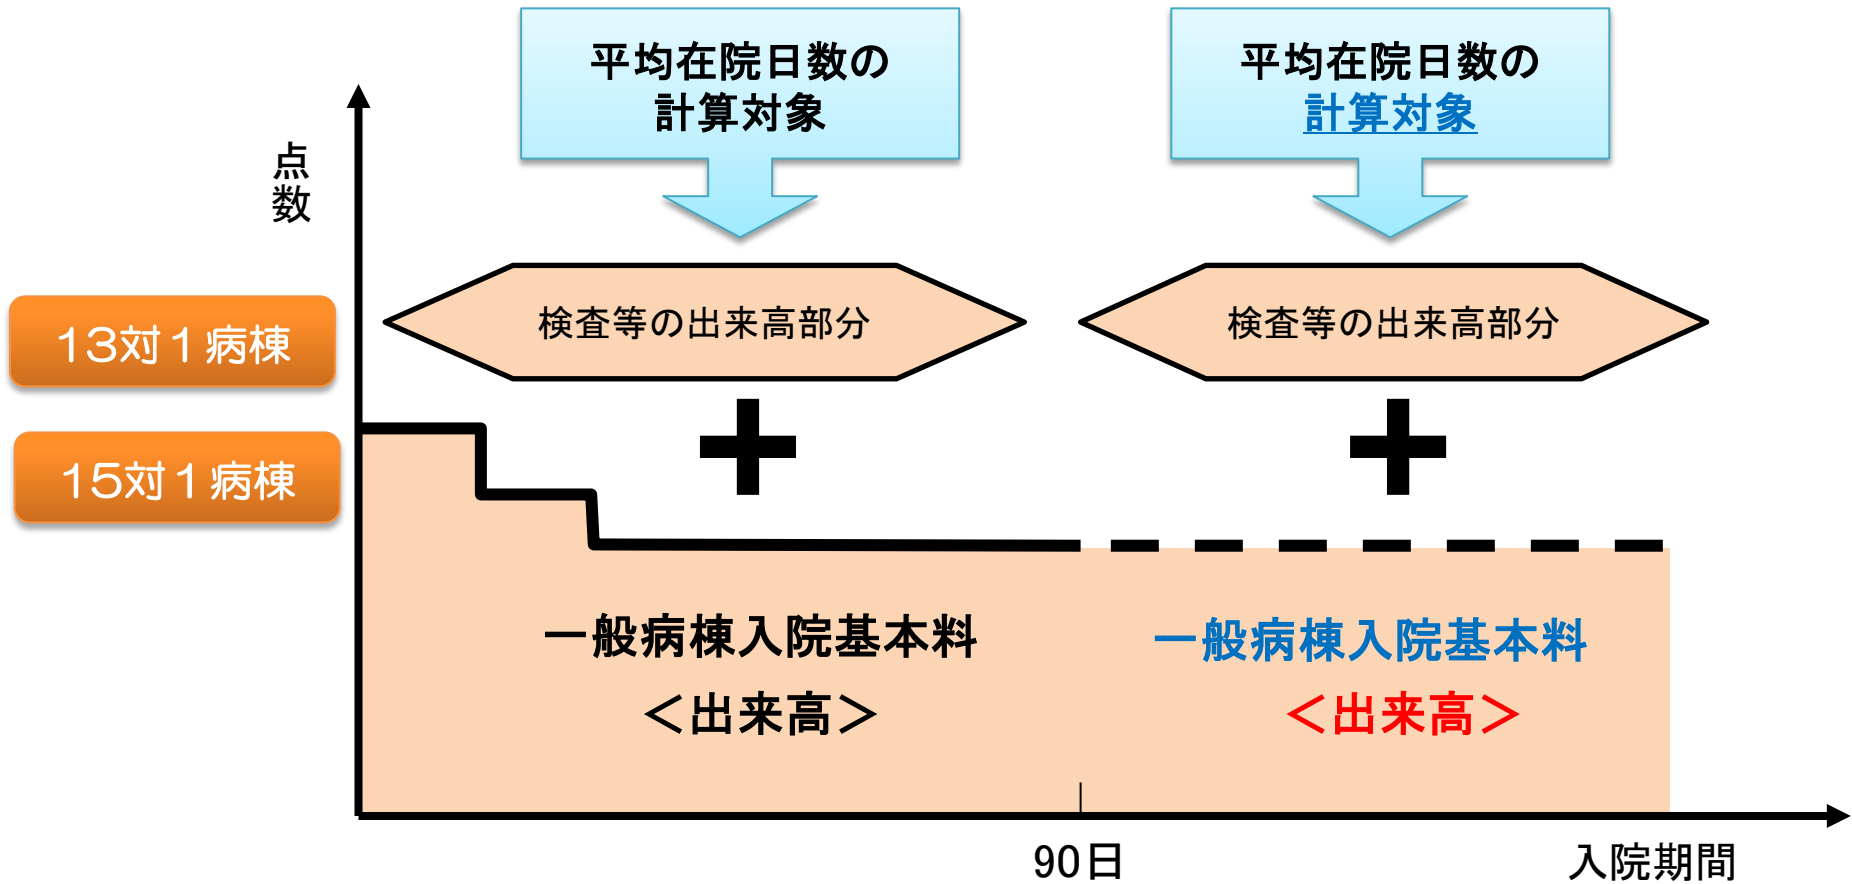 平均在院日数の
計算対象
平均在院日数の
計算対象
点
数
検査等の出来高部分
検査等の出来高部分
13対1病棟
15対1病棟
一般病棟入院基本料
＜出来高＞
一般病棟入院基本料
＜出来高＞
90日
入院期間